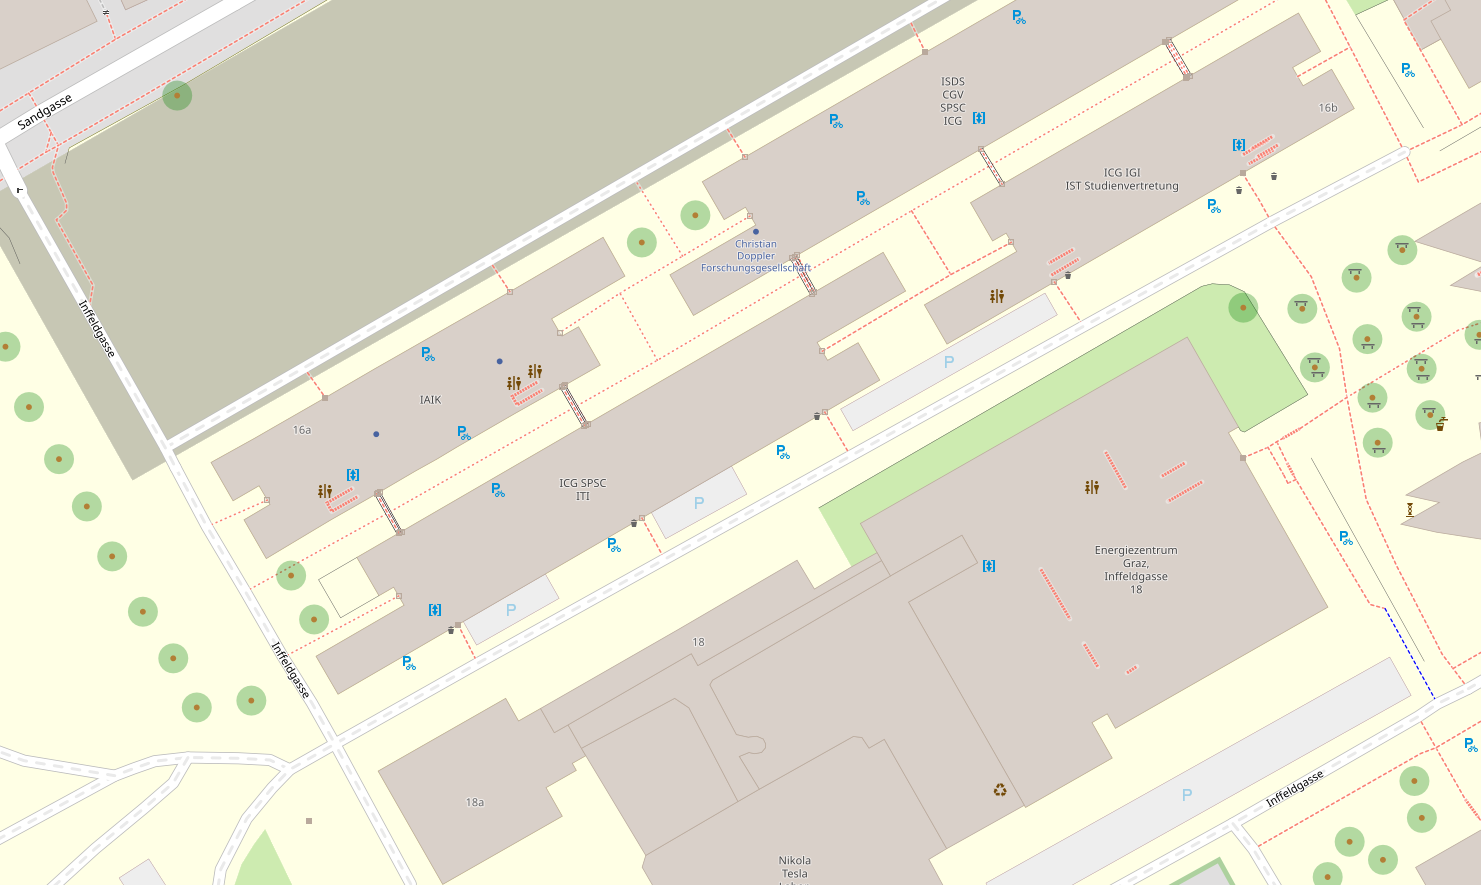 Sandgasse
ISDS
CGV
SPSC
ICG
16b
ICG IGI
IST Studienvertretung
Christian
Doppler
Forschungsgesellschaft
Inffeldgasse
P
IAIK
16a
ICG SPSC
ITI
P
Energiezentrum
Graz,
Inffeldgasse
18
P
18
Inffeldgasse
18a
P
Inffeldgasse
Nikola
Tesla